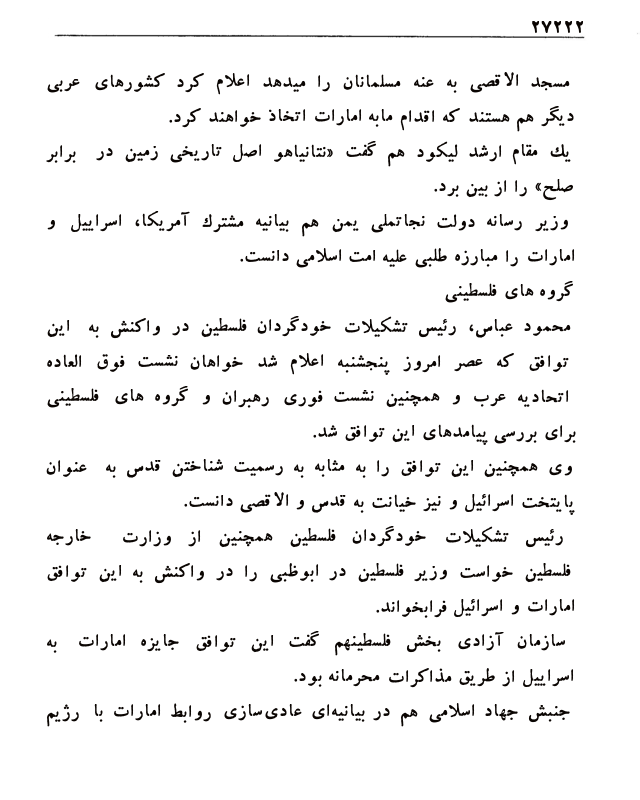 ۲۷۲۲۲
مسجد الاقصی به عنه مسلمانان را میدهد اعلام کرد کشورهای عربی
دیگر هم هستند که اقدام مابه امارات اتخاذ خواهند کرد.
یك مقام ارشد لیکود هم گفت «نتانیاهو اصل تاریخی زمین در برابر
صلح» را از بین برد.
وزیر رسانه دولت نجاتملی یمن هم بیانیه مشترك آمریکا، اسراییل و
امارات را مبارزه طلبی علیه امت اسلامی دانست.
گروه های فلسطینی
محمود عباس، رئیس تشکیلات خودگردان فلسطین در واکنش به این
توافق که عصر امروز پنجشنبه اعلام شد خواهان نشست فوق العاده
اتحادیه عرب و همچنین نشست فوری رهبران و گروه های فلسطینی
برای بررسی پیامدهای این توافق شد.
وی همچنین این توافق را به مثابه به رسمیت شناختن قدس به عنوان
پایتخت اسرائیل و نیز خیانت به قدس و الاقصی دانست.
رئیس تشکیلات خودگردان فلسطین همچنین از وزارت خارجه
فلسطین خواست وزیر فلسطین در ابوظبی را در واکنش به این توافق
امارات و اسرائیل فرابخواند.
سازمان آزادی بخش فلسطینهم گفت این توافق جایزه امارات به
اسراییل از طریق مذاکرات محرمانه بود.
جنبش جهاد اسلامی هم در بیانیه‌ای عادی‌سازی روابط امارات با رژیم